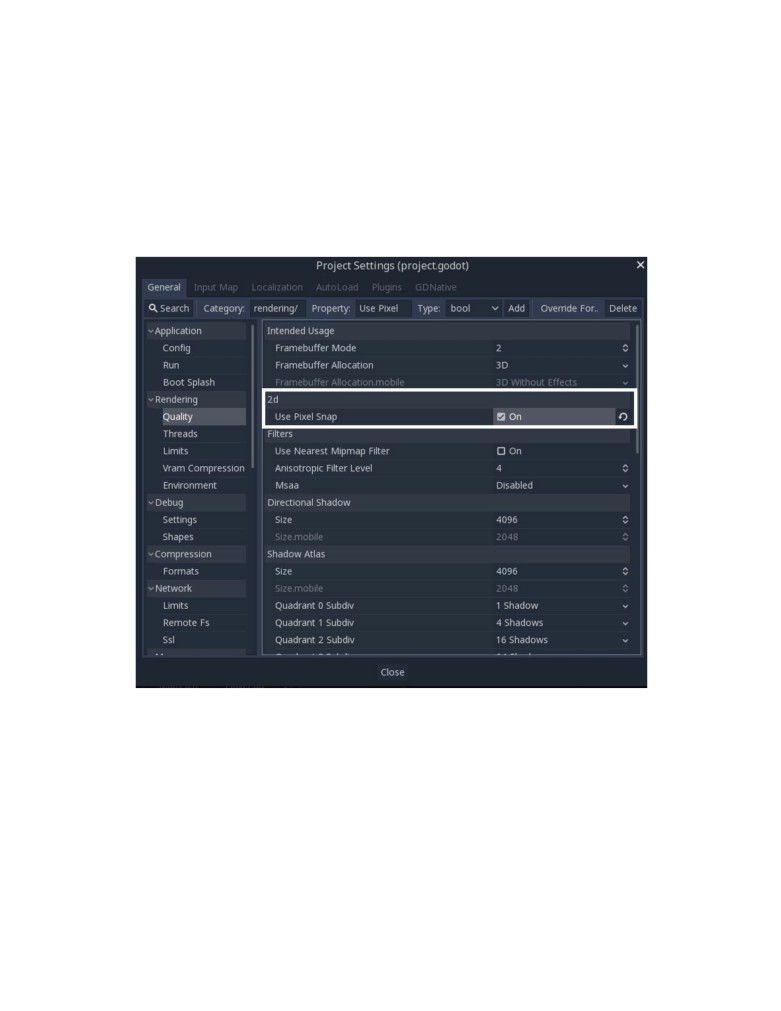 Project Settings (project.godot)
General Input Map Localization AutoLoad Plugins GDNative
Search Category: rendering/ Property: Use Pixel Type: bool Add Override For.. Delete
Application
Config
Run
Boot Splash
Rendering
Quality
Threads
Limits
Vram Compression
Environment
Debug
Settings
Shapes
Compression
Formats
Network
Limits
Remote Fs
Ssl
Intended Usage
Framebuffer Mode 2
Framebuffer Allocation 3D
Framebuffer Allocation.mobile 3D Without Effects
2d
Use Pixel Snap On
Filters
Use Nearest Mipmap Filter On
Anisotropic Filter Level 4
Msaa Disabled
Directional Shadow
Size 4096
Size.mobile 2048
Shadow Atlas
Size 4096
Size.mobile 2048
Quadrant 0 Subdiv 1 Shadow
Quadrant 1 Subdiv 4 Shadows
Quadrant 2 Subdiv 16 Shadows
Close